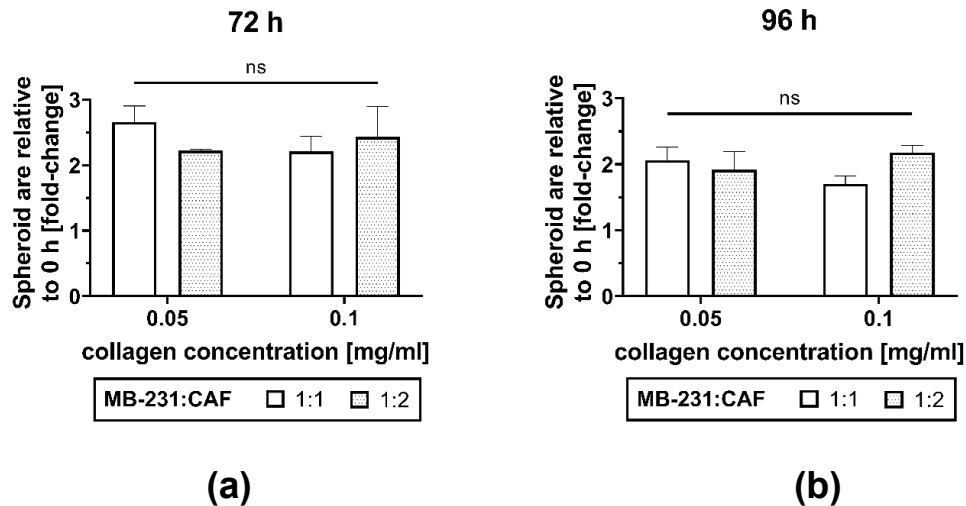 72 h
ns
Spheroid are relative
to 0 h [fold-change]
3
2
1
0
0.05
0.1
collagen concentration [mg/ml]
MB-231:CAF 1:1 1:2
(a)
96 h
ns
Spheroid are relative
to 0 h [fold-change]
3
2
1
0
0.05
0.1
collagen concentration [mg/ml]
MB-231:CAF 1:1 1:2
(b)